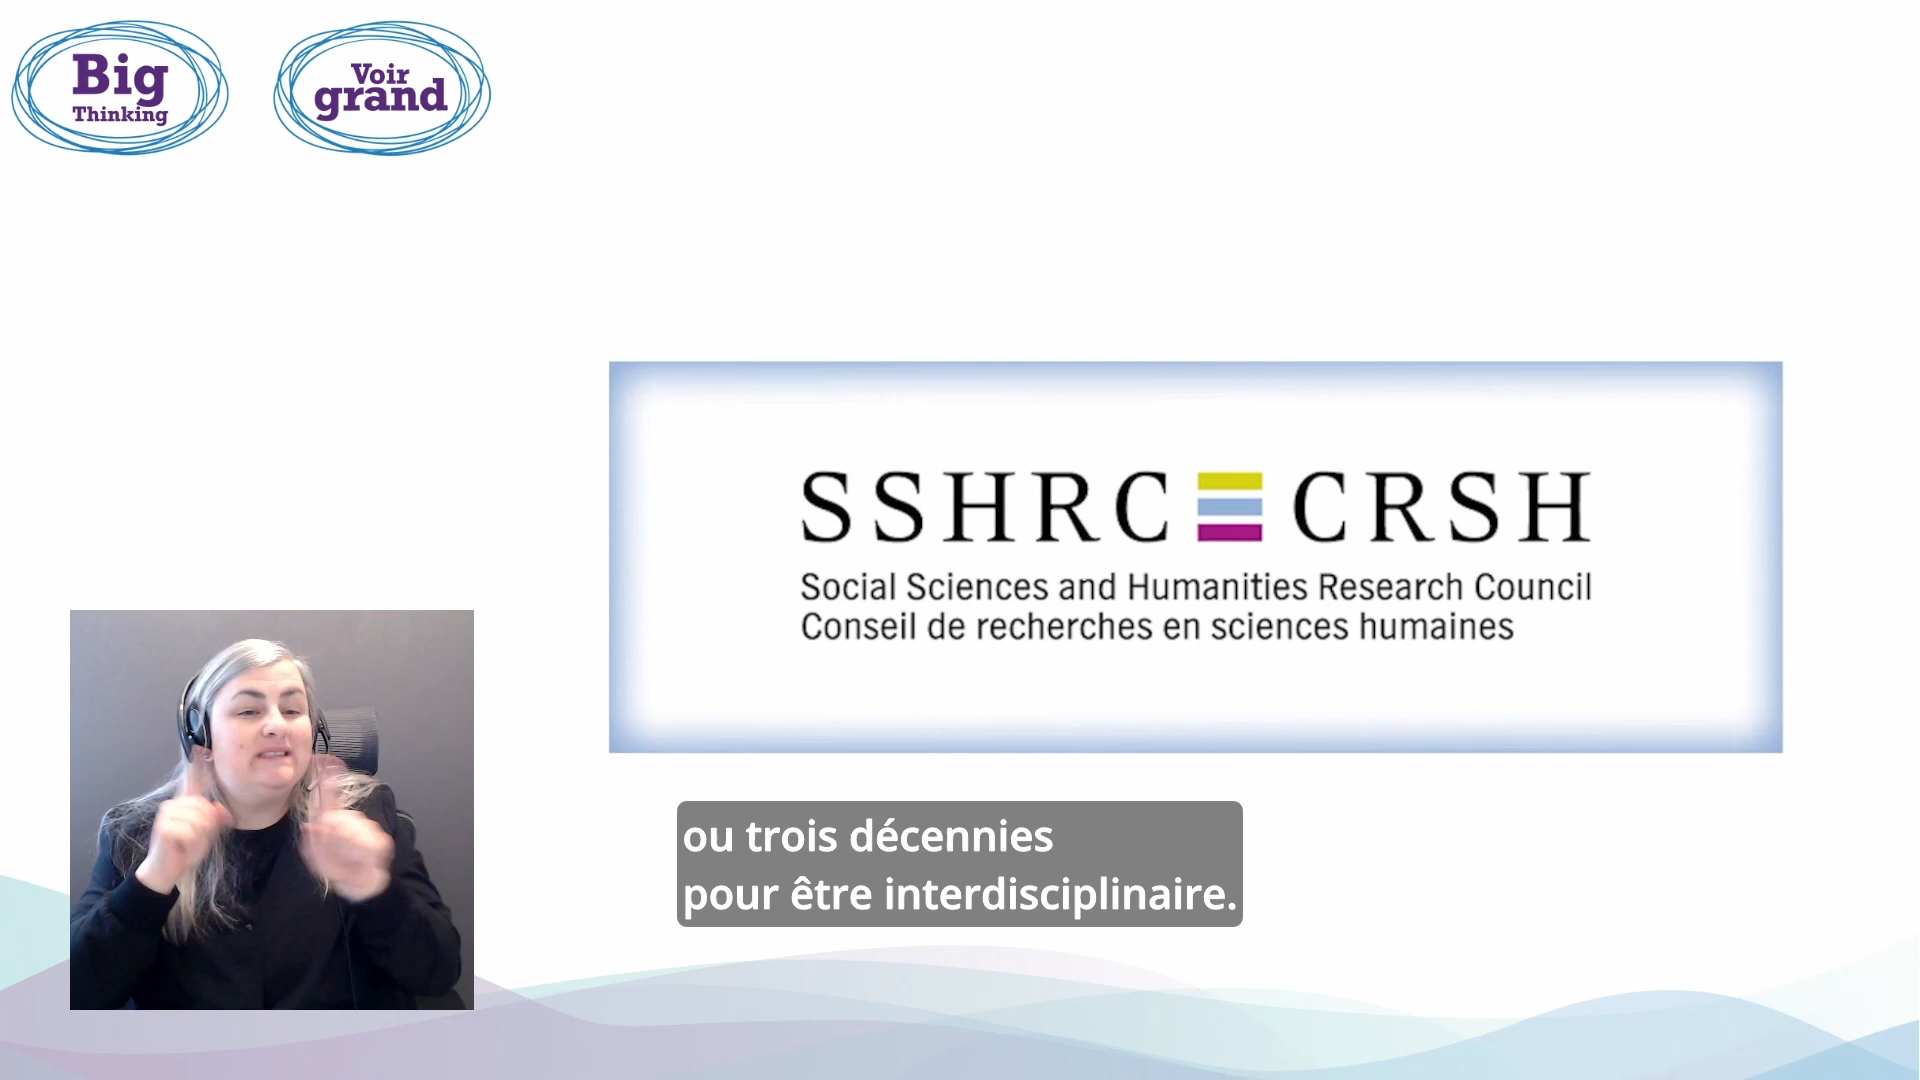 Big
Thinking
Voir
grand
SSHRC CRSH
Social Sciences and Humanities Research Council
Conseil de recherches en sciences humaines
ou trois décennies
pour être interdisciplinaire.